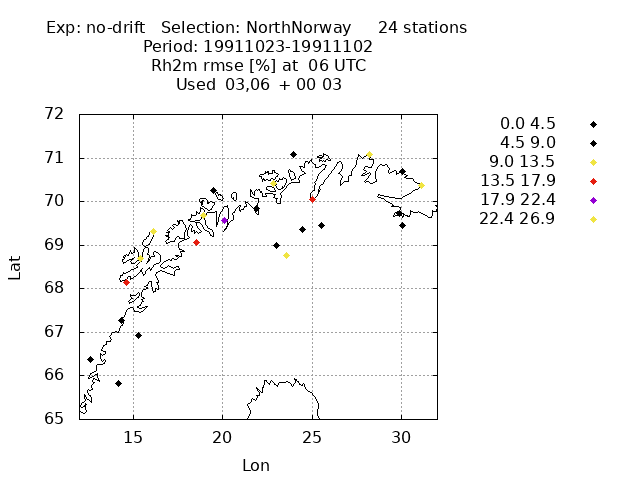 Exp: no-drift Selection: NorthNorway 24 stations
Period: 19911023-19911102
Rh2m rmse [%] at 06 UTC
Used 03,06 + 00 03
72
71
70
69
68
67
66
65
15 20 25 30
Lat
Lon
0.0 4.5
4.5 9.0
9.0 13.5
13.5 17.9
17.9 22.4
22.4 26.9